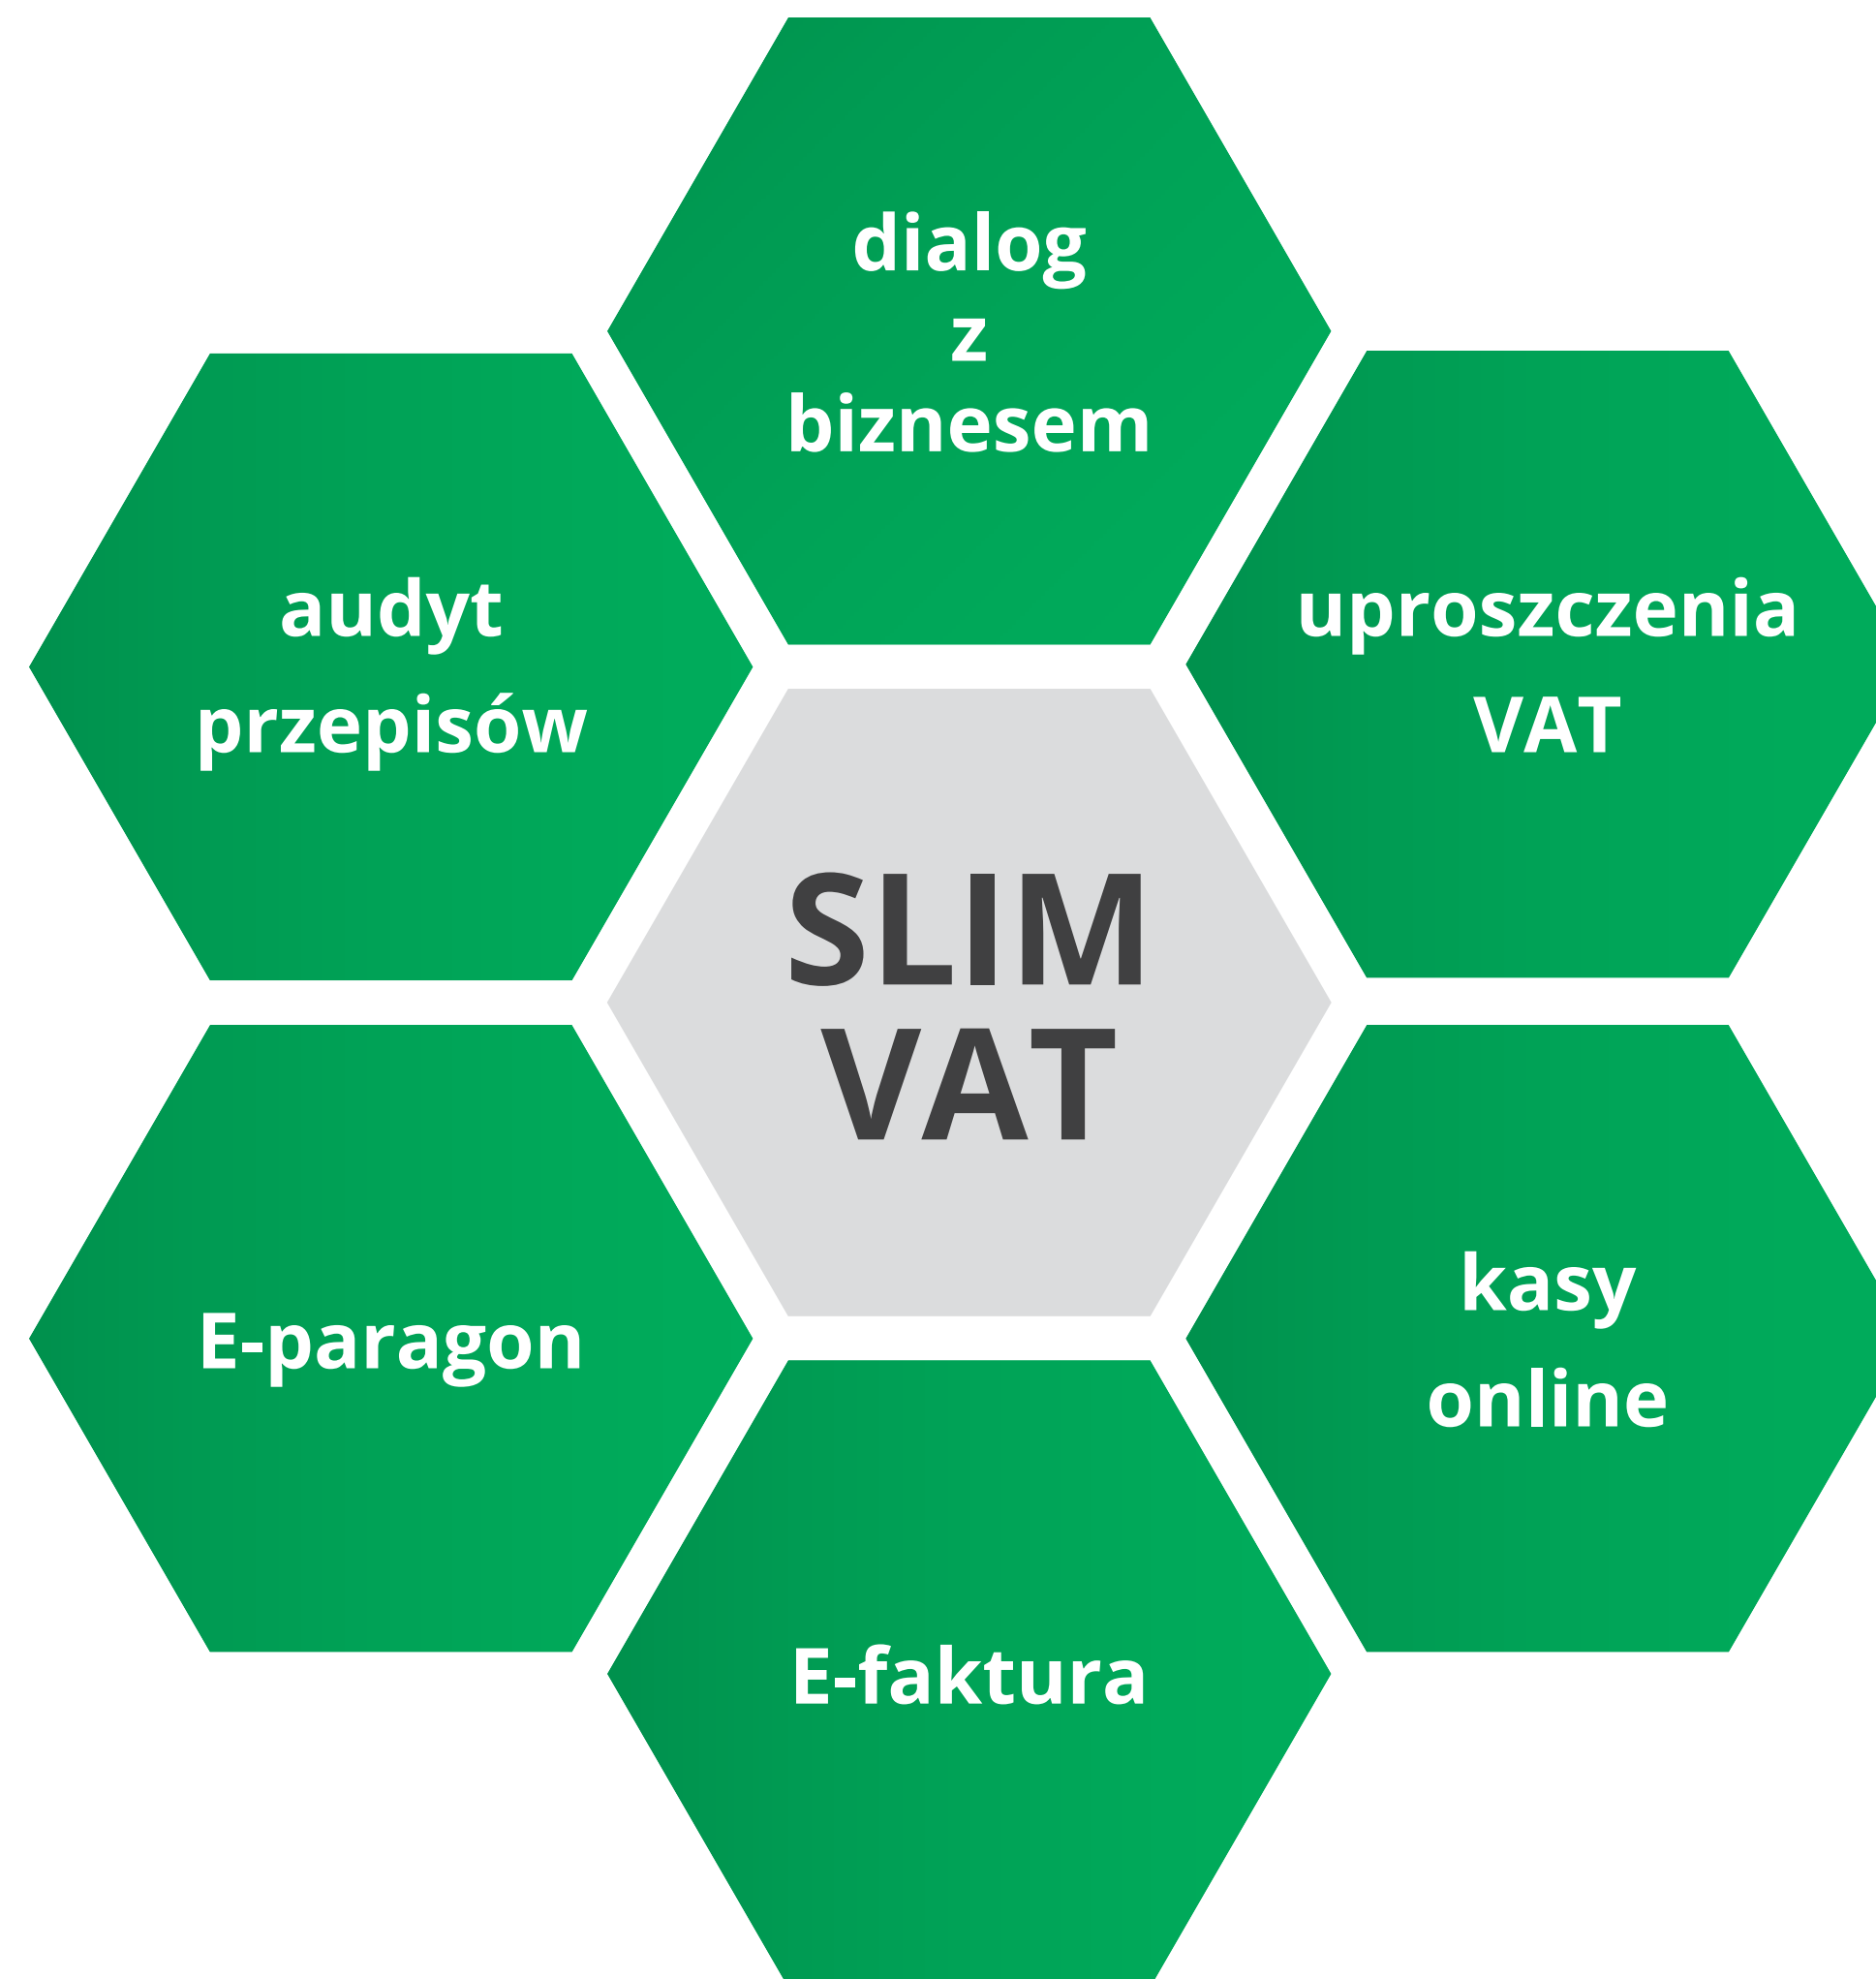 dialog
z
biznesem
audyt
przepisów
uproszczenia
VAT
SLIM
VAT
E-paragon
kasy
online
E-faktura